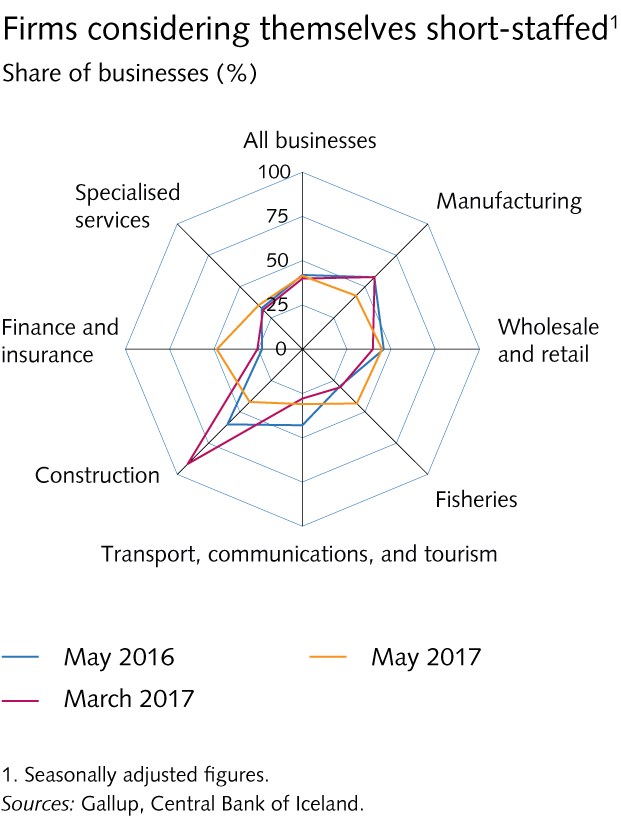 Firms considering themselves short-staffed¹
Share of businesses (%)
All businesses
100
Specialised
services
Manufacturing
75
50
25
Finance and
insurance
0
Wholesale
and retail
Construction
Fisheries
Transport, communications, and tourism
May 2016
May 2017
March 2017
1. Seasonally adjusted figures.
Sources: Gallup, Central Bank of Iceland.